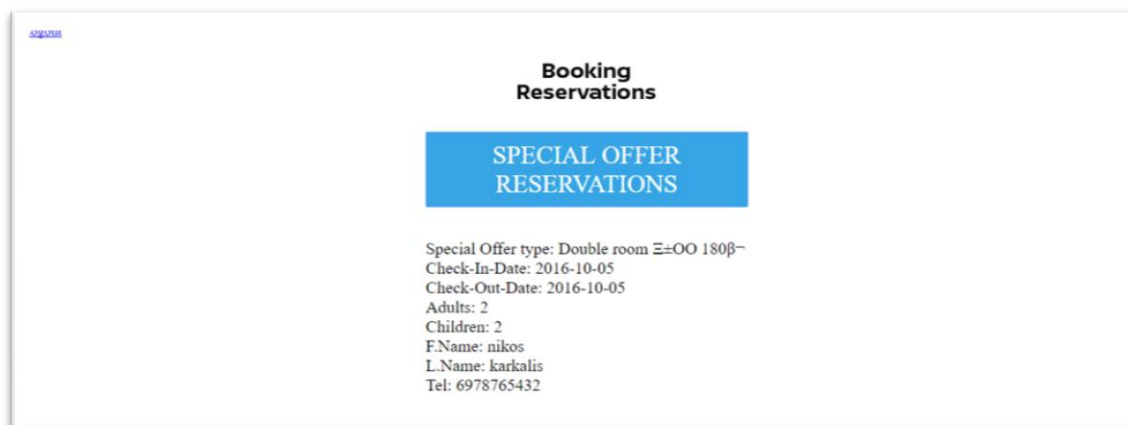 Booking
Reservations
SPECIAL OFFER
RESERVATIONS
Special Offer type: Double room Ξ±ΟΟ 180β¬
Check-In-Date: 2016-10-05
Check-Out-Date: 2016-10-05
Adults: 2
Children: 2
F.Name: nikos
L.Name: karkalis
Tel: 6978765432